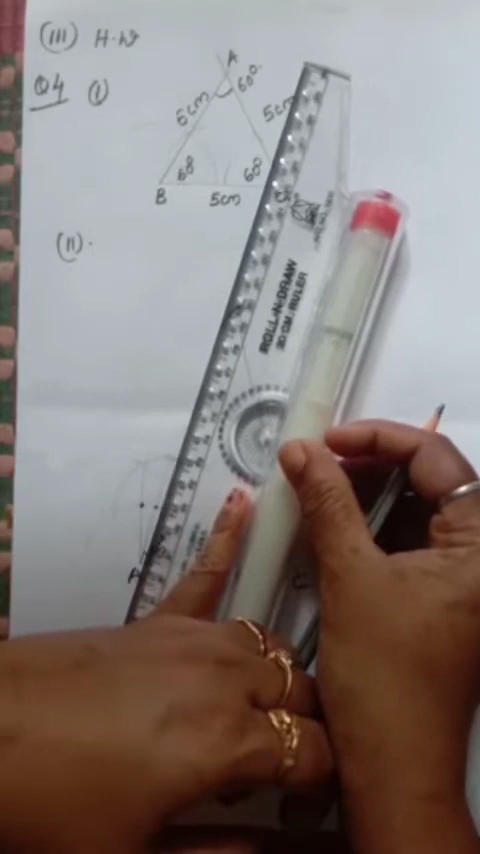 (III) H.W
Q4 (I)
A
60°
5cm 5cm
60° 60°
B
5cm
(II).
ROLL-N-DRAW
30 CM. RULER